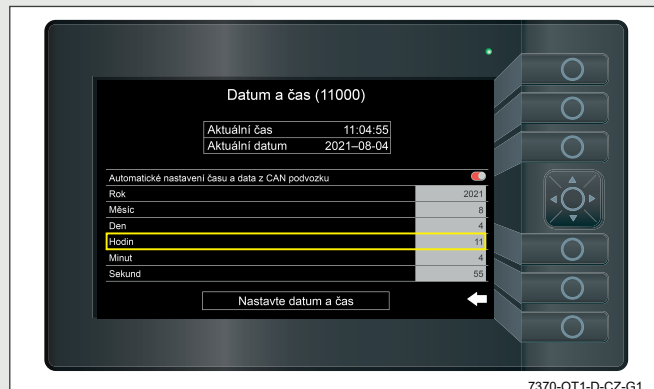 Datum a čas (11000)
Aktuální čas 11:04:55
Aktuální datum 2021–08-04
Automatické nastavení času a data z CAN podvozku
Rok 2021
Měsíc 8
Den 4
Hodin 11
Minut 4
Sekund 55
Nastavte datum a čas
7370-OT1-D-CZ-G1